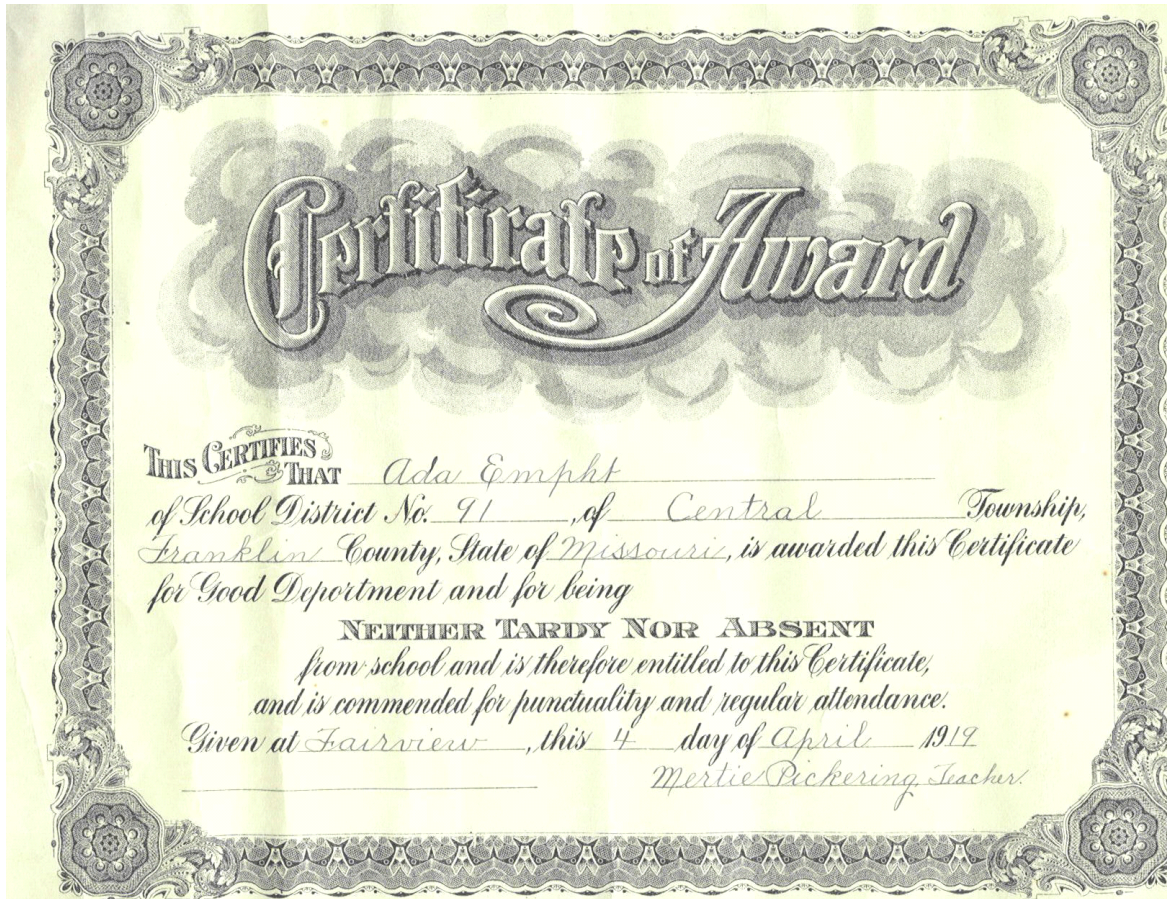 Certificate of Award
THIS CERTIFIES THAT Ada Empht
of School District No. 91, of Central Township,
Franklin County, State of Missouri, is awarded this Certificate
for Good Deportment and for being
NEITHER TARDY NOR ABSENT
from school and is therefore entitled to this Certificate,
and is commended for punctuality and regular attendance.
Given at Fairview, this 4 day of April 1919
Mertie Pickering, Teacher.